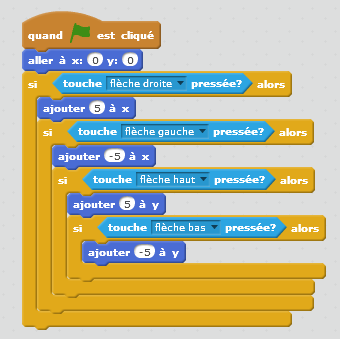 quand est cliqué
aller à x: 0 y: 0
si touche flèche droite pressée? alors
ajouter 5 à x
si touche flèche gauche pressée? alors
ajouter -5 à x
si touche flèche haut pressée? alors
ajouter 5 à y
si touche flèche bas pressée? alors
ajouter -5 à y